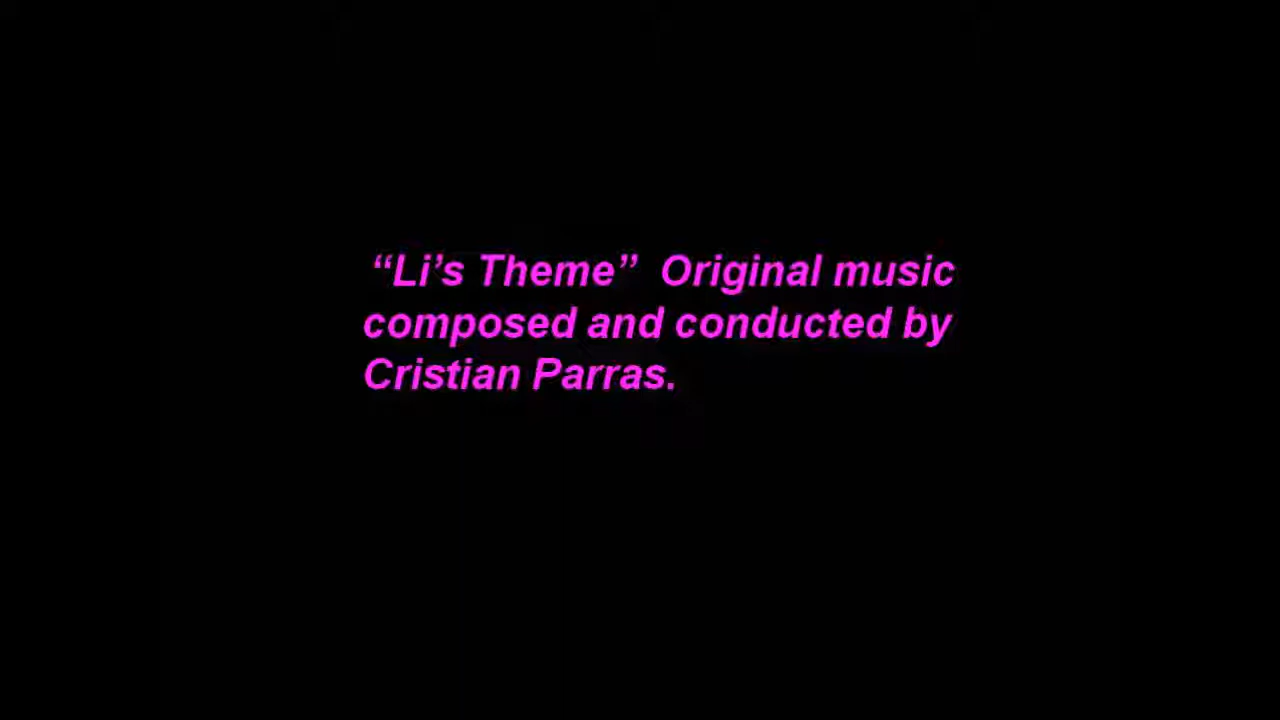 “Li’s Theme”  Original music
composed and conducted by
Cristian Parras.